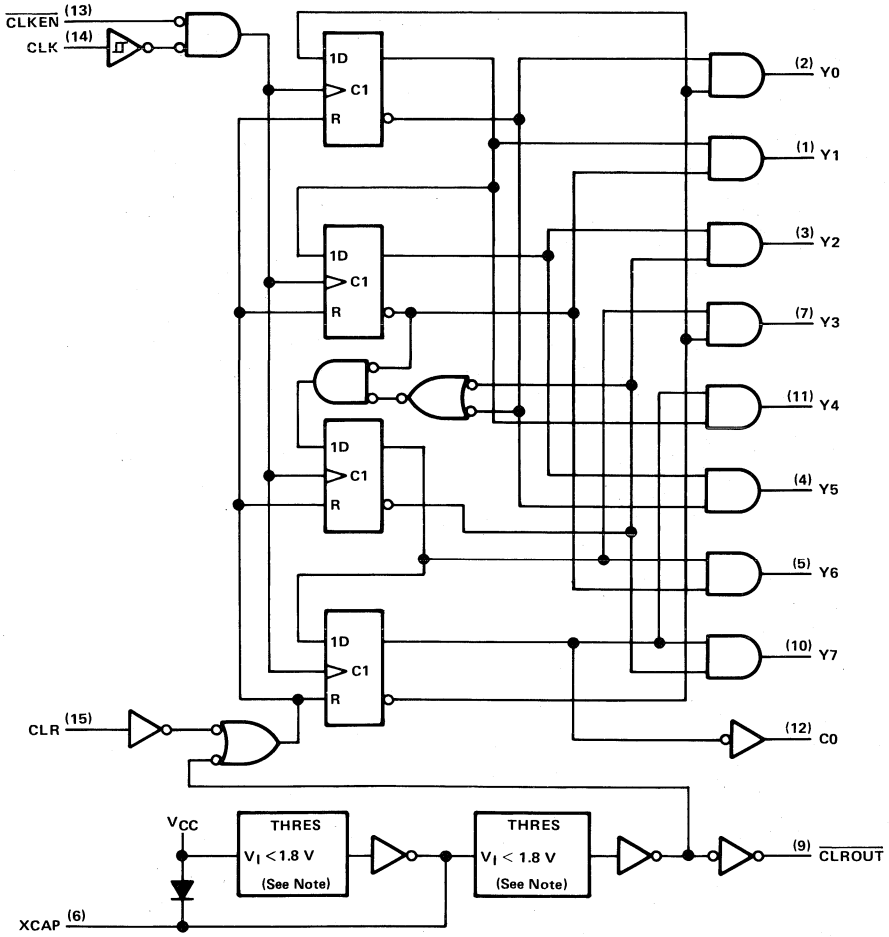 CLKEN (13)
CLK (14)
1D
C1
R
(2) Y0
(1) Y1
1D
C1
R
(3) Y2
(7) Y3
(11) Y4
1D
C1
R
(4) Y5
(5) Y6
1D
C1
R
(10) Y7
CLR (15)
(12) C0
VCC
THRES
VI < 1.8 V
(See Note)
THRES
VI < 1.8 V
(See Note)
(9) CLROUT
XCAP (6)